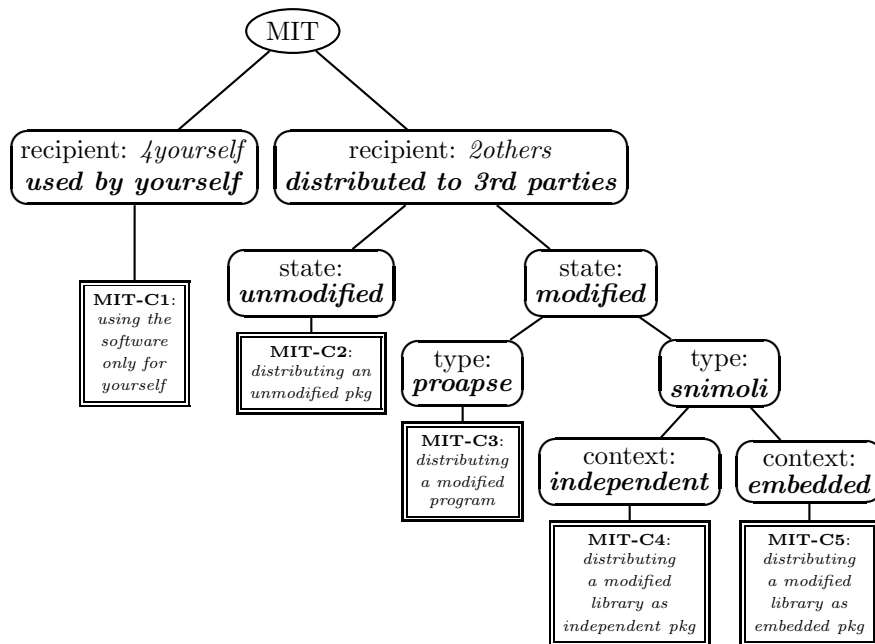 MIT
recipient: 4yourself
used by yourself
recipient: 2others
distributed to 3rd parties
MIT-C1:
using the
software
only for
yourself
state:
unmodified
MIT-C2:
distributing an
unmodified pkg
state:
modified
type:
proapse
MIT-C3:
distributing
a modified
program
type:
snimoli
context:
independent
MIT-C4:
distributing
a modified
library as
independent pkg
context:
embedded
MIT-C5:
distributing
a modified
library as
embedded pkg